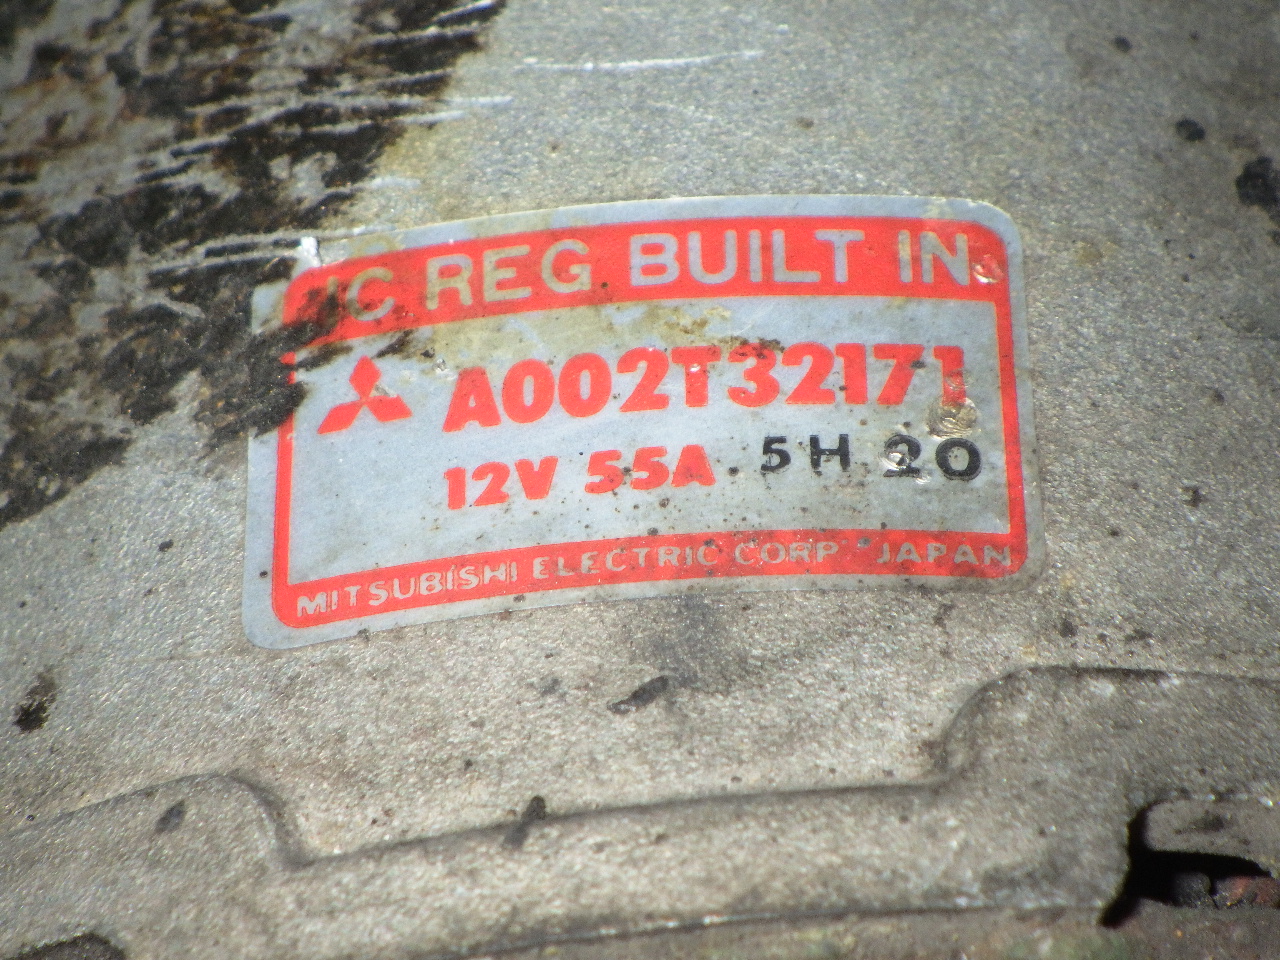 IC REG BUILT IN
A002T32171
12V 55A 5H 20
MITSUBISHI ELECTRIC CORP JAPAN